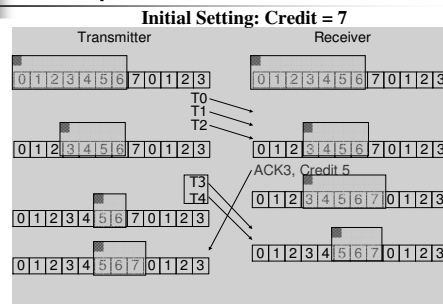 Initial Setting: Credit = 7
Transmitter Receiver
0 1 2 3 4 5 6 7 0 1 2 3 0 1 2 3 4 5 6 7 0 1 2 3
T0
T1
T2
0 1 2 3 4 5 6 7 0 1 2 3 0 1 2 3 4 5 6 7 0 1 2 3
ACK3, Credit 5
T3
T4
0 1 2 3 4 5 6 7 0 1 2 3 0 1 2 3 4 5 6 7 0 1 2 3
0 1 2 3 4 5 6 7 0 1 2 3 0 1 2 3 4 5 6 7 0 1 2 3